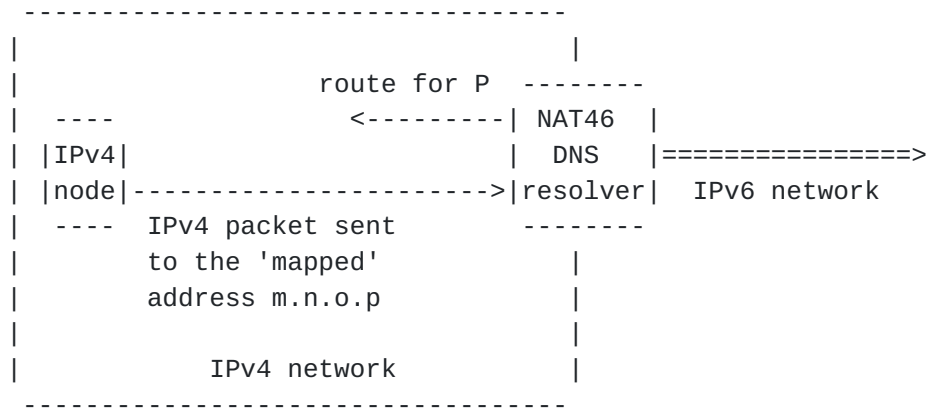 route for P
NAT46
IPv4
DNS
node
resolver
IPv6 network
IPv4 packet sent
to the 'mapped'
address m.n.o.p
IPv4 network